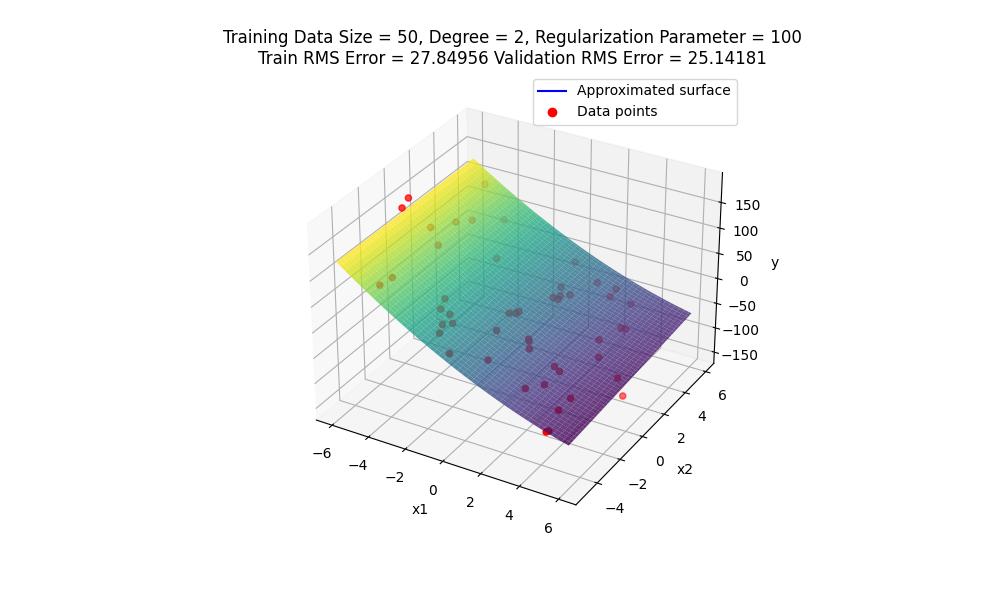 Training Data Size = 50, Degree = 2, Regularization Parameter = 100
Train RMS Error = 27.84956 Validation RMS Error = 25.14181
Approximated surface
Data points
150
100
50
0
−50
−100
−150
y
6
4
2
0
−2
−4
x2
−6
−4
−2
0
2
4
6
x1